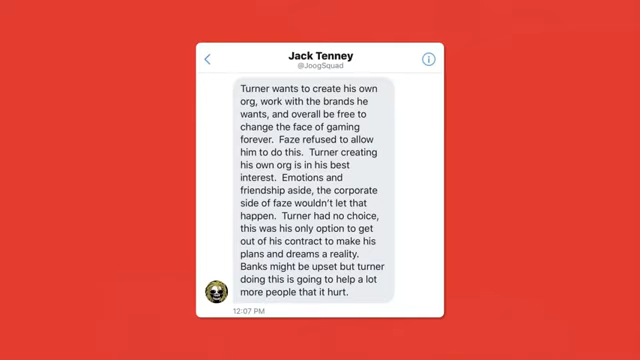 Jack Tenney
@JoogSquad
Turner wants to create his own
org, work with the brands he
wants, and overall be free to
change the face of gaming
forever. Faze refused to allow
him to do this. Turner creating
his own org is in his best
interest. Emotions and
friendship aside, the corporate
side of faze wouldn't let that
happen. Turner had no choice,
this was his only option to get
out of his contract to make his
plans and dreams a reality.
Banks might be upset but turner
doing this is going to help a lot
more people that it hurt.
12:07 PM